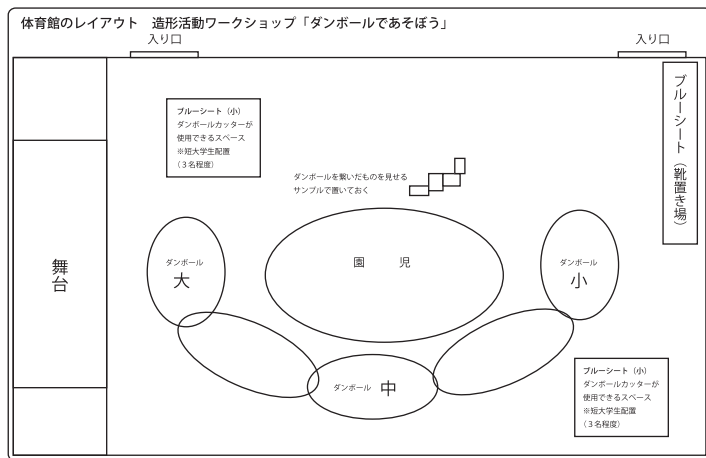 体育館のレイアウト　造形活動ワークショップ「ダンボールであそぼう」
入り口
入り口
ブルーシート（小）
ダンボールカッターが
使用できるスペース
※短大学生配置
（３名程度）
ブルーシート（靴置き場）
ダンボールを繋いだものを見せる
サンプルで置いておく
舞台
ダンボール
大
園　児
ダンボール
小
ダンボール 中
ブルーシート（小）
ダンボールカッターが
使用できるスペース
※短大学生配置
（３名程度）